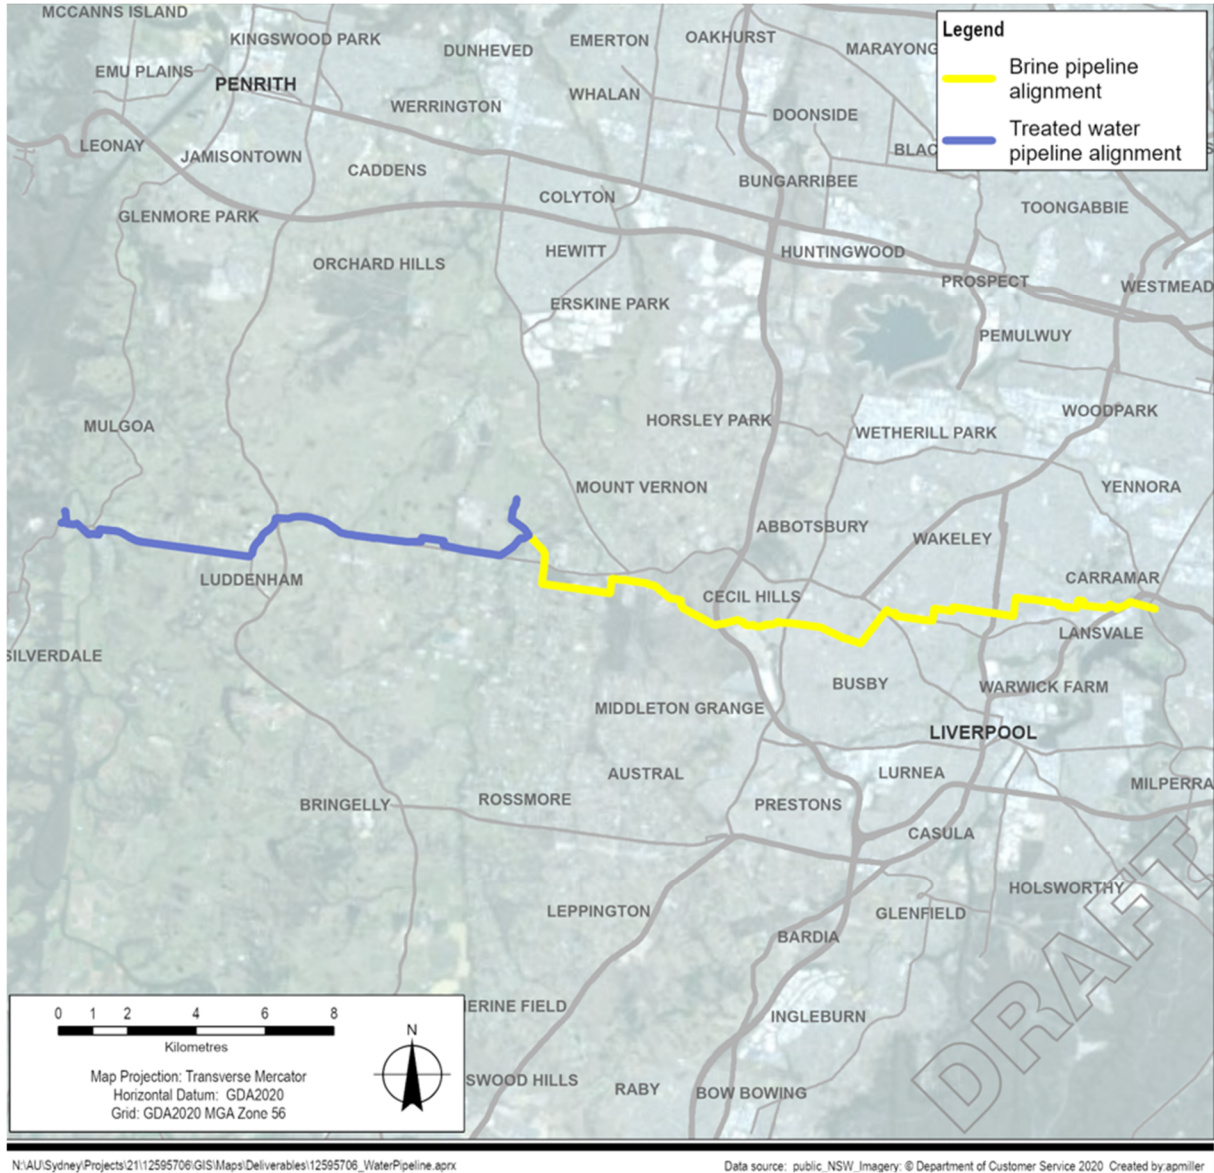 MCCANNS ISLAND
KINGSWOOD PARK
DUNHEVED
EMERTON
OAKHURST
MARAYONG
Legend
Brine pipeline
alignment
Treated water
pipeline alignment
EMU PLAINS
PENRITH
WERRINGTON
WHALAN
DOONSIDE
LEONAY
JAMISONTOWN
CADDENS
BLAC
S
BUNGARRIBEE
COLYTON
TOONGABBIE
GLENMORE PARK
HEWITT
HUNTINGWOOD
ORCHARD HILLS
PROSPECT
WESTMEAD
ERSKINE PARK
PEMULWUY
MULGOA
HORSLEY PARK
WETHERILL PARK
WOODPARK
MOUNT VERNON
YENNORA
ABBOTSBURY
WAKELEY
LUDDENHAM
CECIL HILLS
CARRAMAR
LANSVALE
SILVERDALE
BUSBY
WARWICK FARM
MIDDLETON GRANGE
LIVERPOOL
AUSTRAL
LURNEA
MILPERRA
BRINGELLY
ROSSMORE
PRESTONS
CASULA
HOLSWORTHY
LEPPINGTON
GLENFIELD
BARDIA
DRAFT
HERINE FIELD
INGLEBURN
SWOOD HILLS
RABY
BOW BOWING
0 1 2 4 6 8
Kilometres
N
Map Projection: Transverse Mercator
Horizontal Datum: GDA2020
Grid: GDA2020 MGA Zone 56
N:\AU\Sydney\Projects\21\12595706\GIS\Maps\Deliverables\12595706_WaterPipeline.aprx
Data source: public_NSW_Imagery: © Department of Customer Service 2020 Created by:apmiller